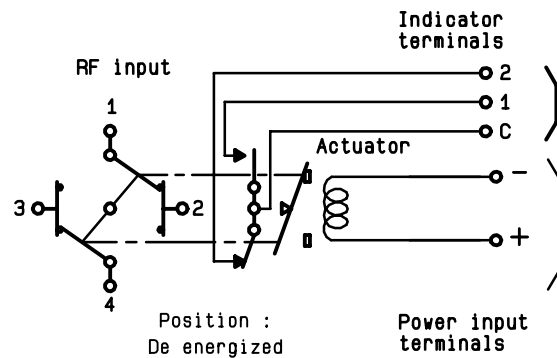 Indicator
terminals
RF input
2
1
1
C
Actuator
-
3
2
+
4
Position :
De energized
Power input
terminals